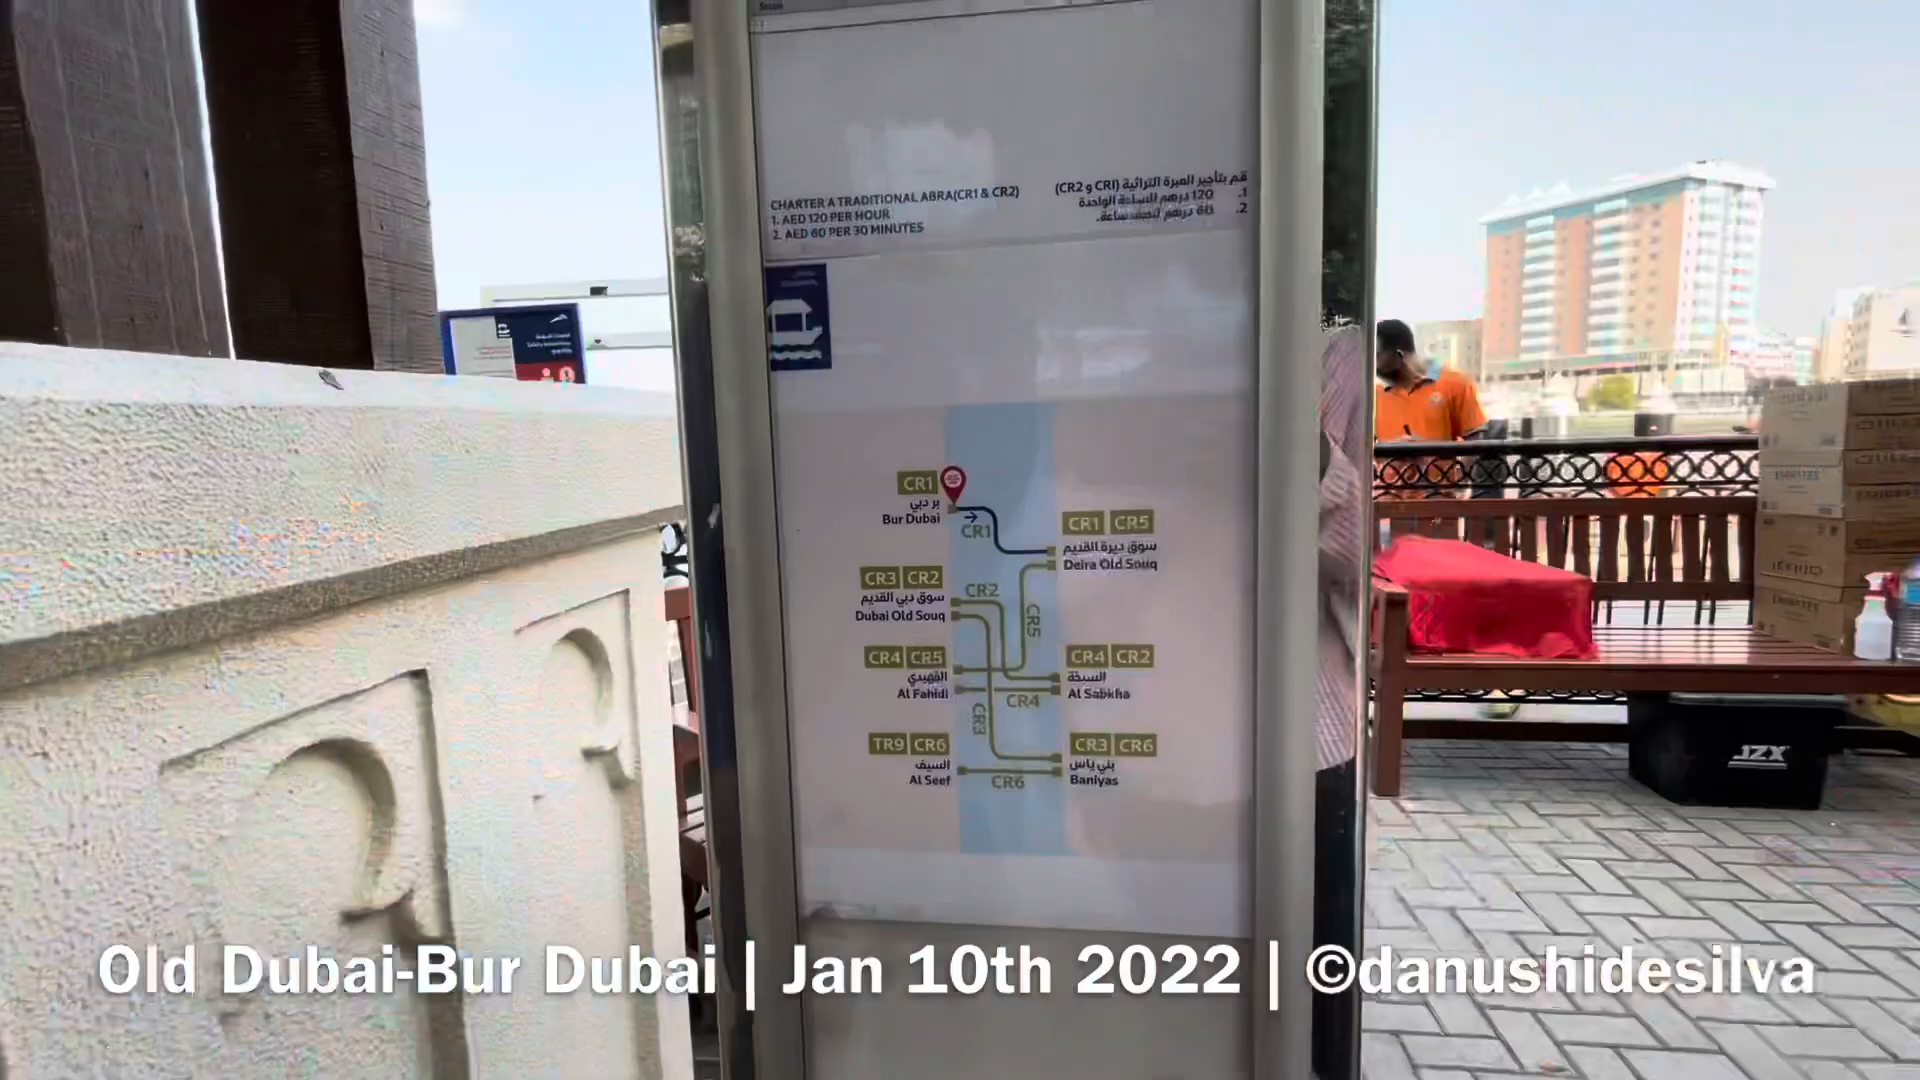 CHARTER A TRADITIONAL ABRA(CR1 & CR2)
1. AED 120 PER HOUR
2. AED 60 PER 30 MINUTES
قم بتأجير العبرة التراثية (CR1 و CR2)
1. 120 درهم للساعة الواحدة
2. 60 درهم لنصف ساعة.
CR1
بر دبي
Bur Dubai
CR1
CR1 CR5
سوق ديرة القديم
Deira Old Souq
CR3 CR2
سوق دبي القديم
Dubai Old Souq
CR2
CR5
CR4 CR5
الفهيدي
Al Fahidi
CR4 CR2
السبخة
Al Sabkha
CR4
CR3
TR9 CR6
السيف
Al Seef
CR6
CR3 CR6
بني ياس
Baniyas
JZX
Old Dubai-Bur Dubai | Jan 10th 2022 | ©danushidesilva